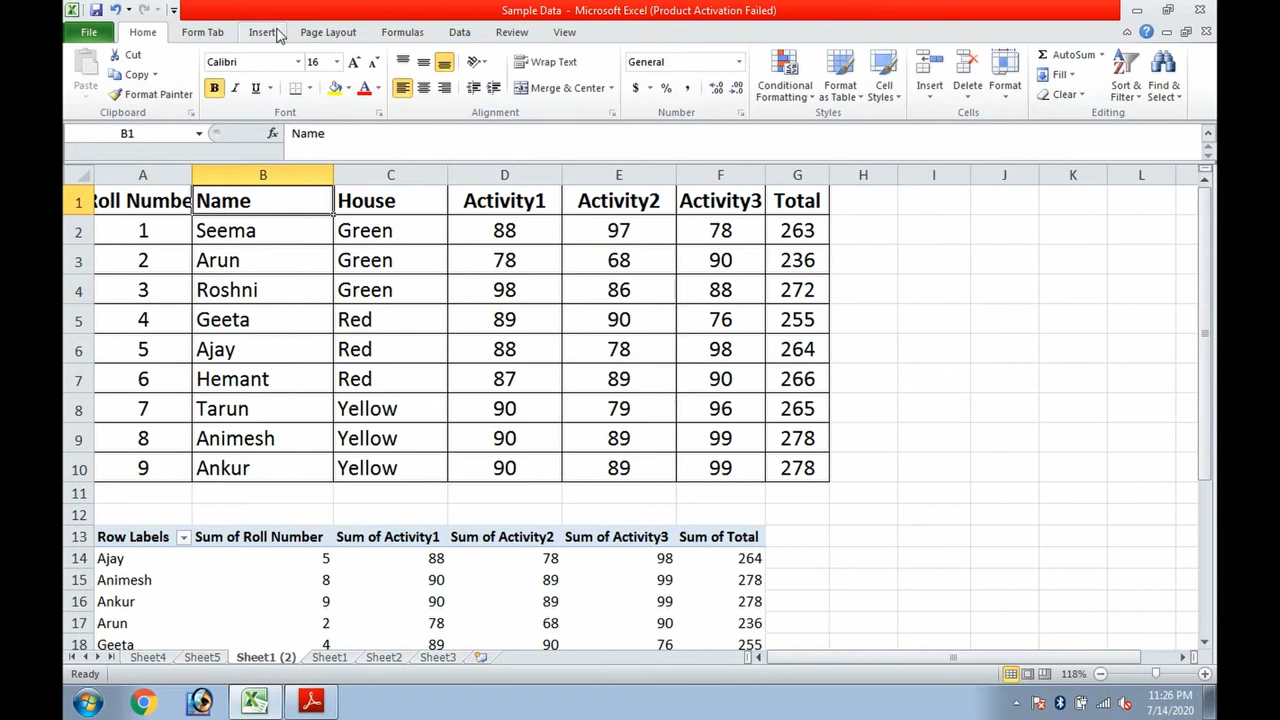 Sample Data - Microsoft Excel (Product Activation Failed)
File Home Form Tab Insert Page Layout Formulas Data Review View
Paste
Cut
Copy
Format Painter
Clipboard
Calibri 16
B I U A
Font
Wrap Text
Merge & Center
Alignment
General
$ % ,
Number
Conditional Formatting
Format as Table
Cell Styles
Styles
Insert Delete Format
Cells
Σ AutoSum
Fill
Clear
Sort & Filter
Find & Select
Editing
B1 fx Name
A B C D E F G H I J K L
1 Roll Numbe Name House Activity1 Activity2 Activity3 Total
2 1 Seema Green 88 97 78 263
3 2 Arun Green 78 68 90 236
4 3 Roshni Green 98 86 88 272
5 4 Geeta Red 89 90 76 255
6 5 Ajay Red 88 78 98 264
7 6 Hemant Red 87 89 90 266
8 7 Tarun Yellow 90 79 96 265
9 8 Animesh Yellow 90 89 99 278
10 9 Ankur Yellow 90 89 99 278
11
12
13 Row Labels Sum of Roll Number Sum of Activity1 Sum of Activity2 Sum of Activity3 Sum of Total
14 Ajay 5 88 78 98 264
15 Animesh 8 90 89 99 278
16 Ankur 9 90 89 99 278
17 Arun 2 78 68 90 236
18 Geeta 4 89 90 76 255
Sheet4 Sheet5 Sheet1 (2) Sheet1 Sheet2 Sheet3
Ready 118%
11:26 PM
7/14/2020